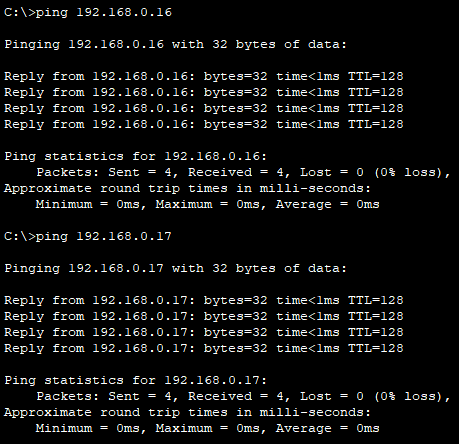 C:\>ping 192.168.0.16
Pinging 192.168.0.16 with 32 bytes of data:
Reply from 192.168.0.16: bytes=32 time<1ms TTL=128
Reply from 192.168.0.16: bytes=32 time<1ms TTL=128
Reply from 192.168.0.16: bytes=32 time<1ms TTL=128
Reply from 192.168.0.16: bytes=32 time<1ms TTL=128
Ping statistics for 192.168.0.16:
    Packets: Sent = 4, Received = 4, Lost = 0 (0% loss),
Approximate round trip times in milli-seconds:
    Minimum = 0ms, Maximum = 0ms, Average = 0ms
C:\>ping 192.168.0.17
Pinging 192.168.0.17 with 32 bytes of data:
Reply from 192.168.0.17: bytes=32 time<1ms TTL=128
Reply from 192.168.0.17: bytes=32 time<1ms TTL=128
Reply from 192.168.0.17: bytes=32 time<1ms TTL=128
Reply from 192.168.0.17: bytes=32 time<1ms TTL=128
Ping statistics for 192.168.0.17:
    Packets: Sent = 4, Received = 4, Lost = 0 (0% loss),
Approximate round trip times in milli-seconds:
    Minimum = 0ms, Maximum = 0ms, Average = 0ms